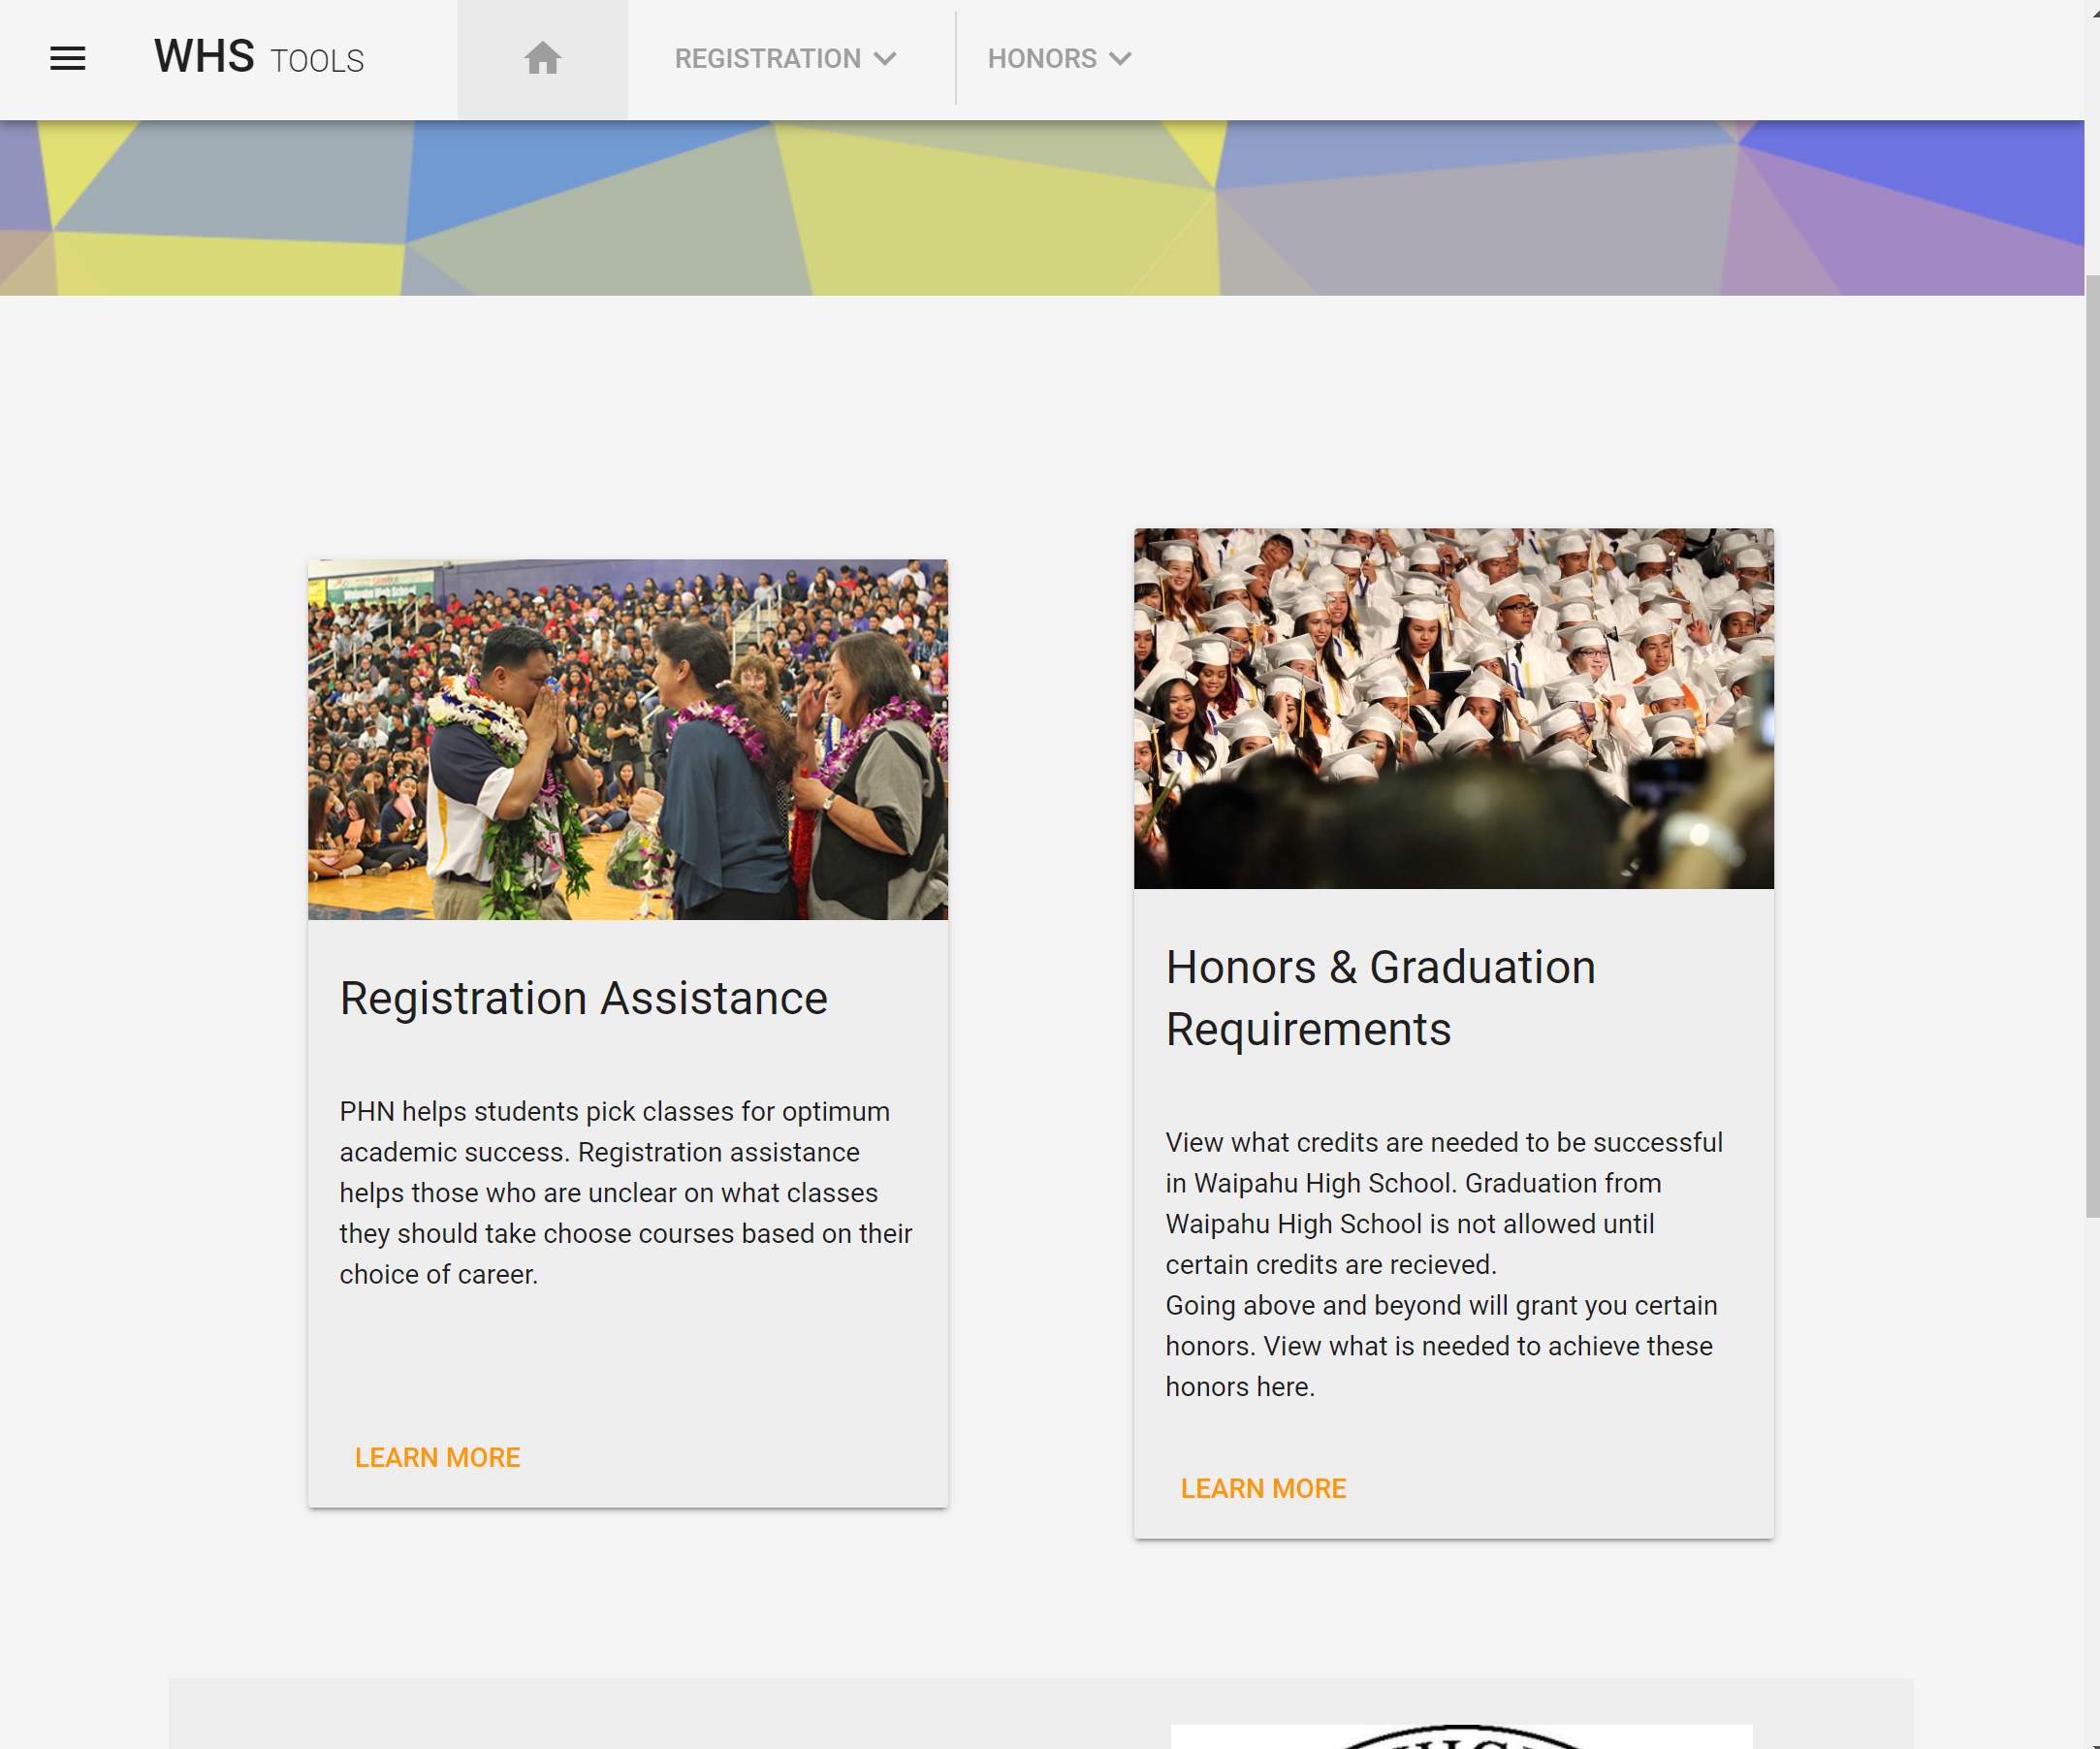 WHS TOOLS
REGISTRATION
HONORS
Waipahu High School
Registration Assistance
PHN helps students pick classes for optimum
academic success. Registration assistance
helps those who are unclear on what classes
they should take choose courses based on their
choice of career.
LEARN MORE
Honors & Graduation
Requirements
View what credits are needed to be successful
in Waipahu High School. Graduation from
Waipahu High School is not allowed until
certain credits are recieved.
Going above and beyond will grant you certain
honors. View what is needed to achieve these
honors here.
LEARN MORE